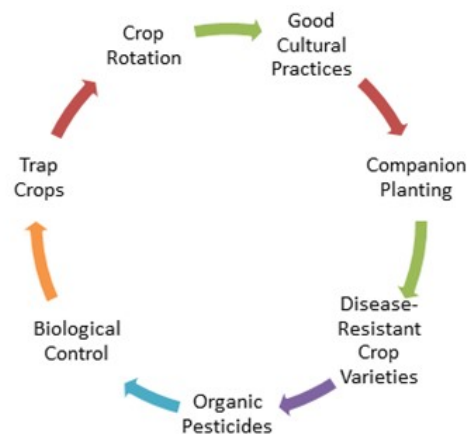 Crop
Rotation
Good
Cultural
Practices
Companion
Planting
Disease-
Resistant
Crop
Varieties
Organic
Pesticides
Biological
Control
Trap
Crops